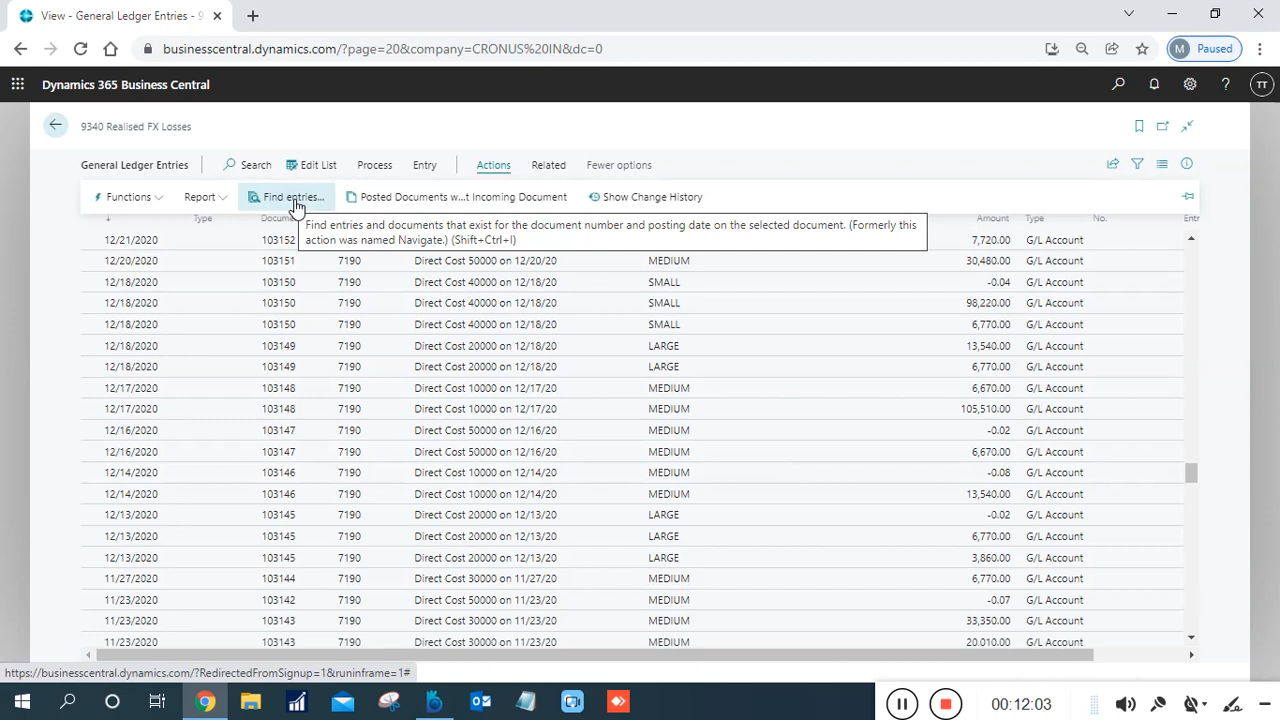 View - General Ledger Entries - 9
businesscentral.dynamics.com/?page=20&company=CRONUS%20IN&dc=0
M Paused
Dynamics 365 Business Central
TT
9340 Realised FX Losses
General Ledger Entries Search Edit List Process Entry Actions Related Fewer options
Functions Report Find entries... Posted Documents w...t Incoming Document Show Change History
Type Docume Amount Type No. Entr
Find entries and documents that exist for the document number and posting date on the selected document. (Formerly this
action was named Navigate.) (Shift+Ctrl+I)
12/21/2020 103152 7,720.00 G/L Account
12/20/2020 103151 7190 Direct Cost 50000 on 12/20/20 MEDIUM 30,480.00 G/L Account
12/18/2020 103150 7190 Direct Cost 40000 on 12/18/20 SMALL -0.04 G/L Account
12/18/2020 103150 7190 Direct Cost 40000 on 12/18/20 SMALL 98,220.00 G/L Account
12/18/2020 103150 7190 Direct Cost 40000 on 12/18/20 SMALL 6,770.00 G/L Account
12/18/2020 103149 7190 Direct Cost 20000 on 12/18/20 LARGE 13,540.00 G/L Account
12/18/2020 103149 7190 Direct Cost 20000 on 12/18/20 LARGE 6,770.00 G/L Account
12/17/2020 103148 7190 Direct Cost 10000 on 12/17/20 MEDIUM 6,670.00 G/L Account
12/17/2020 103148 7190 Direct Cost 10000 on 12/17/20 MEDIUM 105,510.00 G/L Account
12/16/2020 103147 7190 Direct Cost 50000 on 12/16/20 MEDIUM -0.02 G/L Account
12/16/2020 103147 7190 Direct Cost 50000 on 12/16/20 MEDIUM 6,670.00 G/L Account
12/14/2020 103146 7190 Direct Cost 10000 on 12/14/20 MEDIUM -0.08 G/L Account
12/14/2020 103146 7190 Direct Cost 10000 on 12/14/20 MEDIUM 13,540.00 G/L Account
12/13/2020 103145 7190 Direct Cost 20000 on 12/13/20 LARGE -0.02 G/L Account
12/13/2020 103145 7190 Direct Cost 20000 on 12/13/20 LARGE 6,770.00 G/L Account
12/13/2020 103145 7190 Direct Cost 20000 on 12/13/20 LARGE 3,860.00 G/L Account
11/27/2020 103144 7190 Direct Cost 30000 on 11/27/20 MEDIUM 6,770.00 G/L Account
11/23/2020 103142 7190 Direct Cost 50000 on 11/23/20 MEDIUM -0.07 G/L Account
11/23/2020 103143 7190 Direct Cost 30000 on 11/23/20 MEDIUM 33,350.00 G/L Account
11/23/2020 103143 7190 Direct Cost 30000 on 11/23/20 MEDIUM 20,010.00 G/L Account
https://businesscentral.dynamics.com/?RedirectedFromSignup=1&runinframe=1#
00:12:03